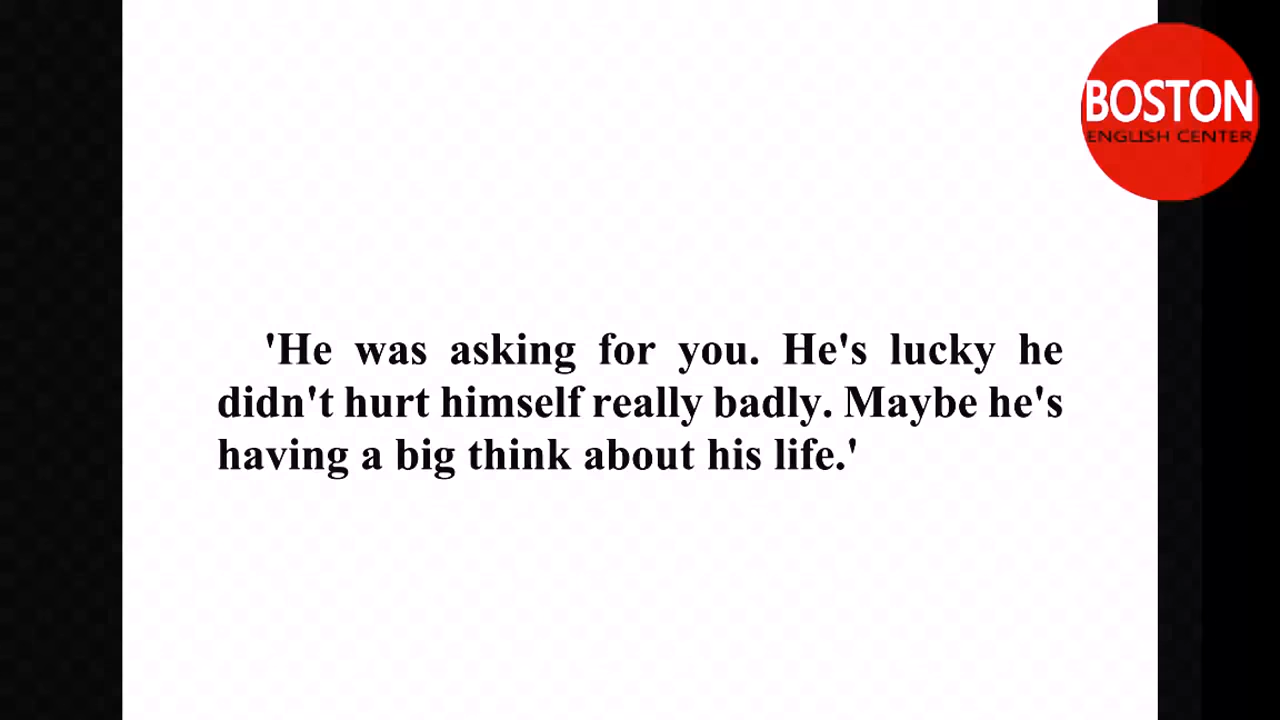 BOSTON
ENGLISH CENTER
'He was asking for you. He's lucky he
didn't hurt himself really badly. Maybe he's
having a big think about his life.'